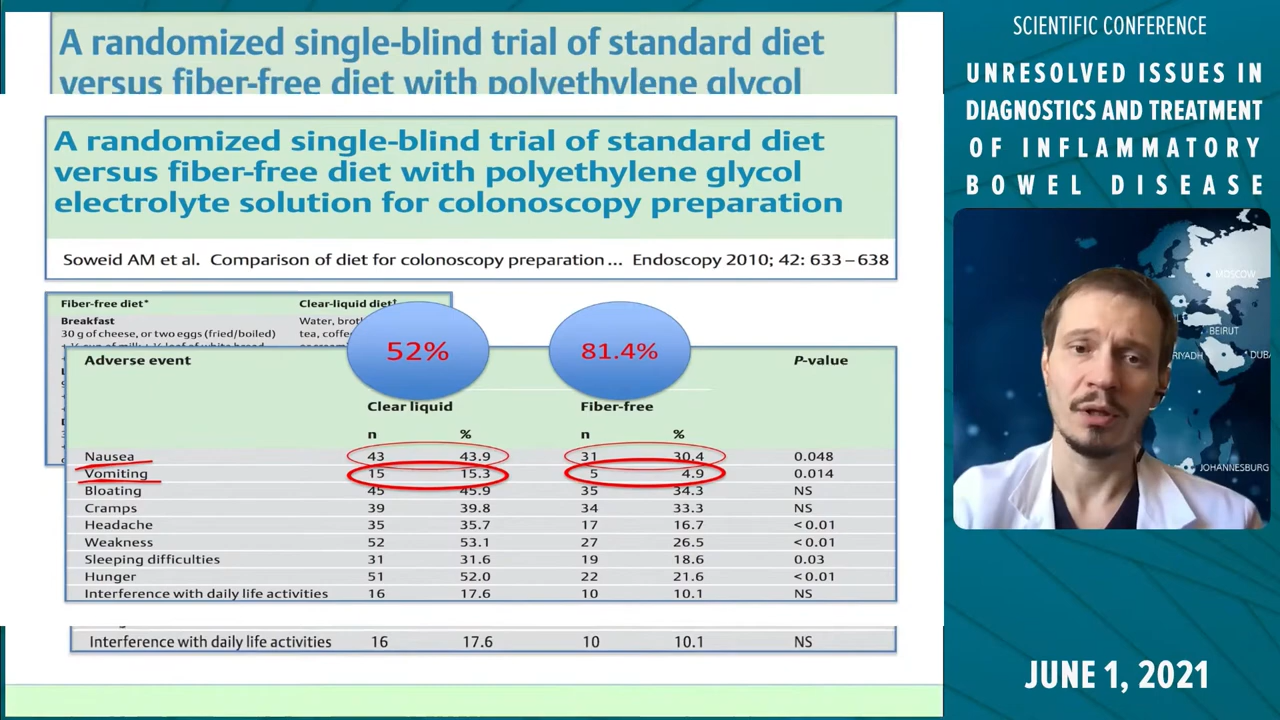 A randomized single-blind trial of standard diet
versus fiber-free diet with polyethylene glycol
A randomized single-blind trial of standard diet
versus fiber-free diet with polyethylene glycol
electrolyte solution for colonoscopy preparation
Soweid AM et al. Comparison of diet for colonoscopy preparation... Endoscopy 2010; 42: 633–638
Fiber-free diet* Clear-liquid diet†
Breakfast Water,
30 g of cheese, or two eggs (fried/boiled) tea,
52% 81.4%
Adverse event P-value
Clear liquid Fiber-free
n % n %
Nausea 43 43.9 31 30.4 0.048
Vomiting 15 15.3 5 4.9 0.014
Bloating 45 45.9 35 34.3 NS
Cramps 39 39.8 34 33.3 NS
Headache 35 35.7 17 16.7 <0.01
Weakness 52 53.1 27 26.5 <0.01
Sleeping difficulties 31 31.6 19 18.6 0.03
Hunger 51 52.0 22 21.6 <0.01
Interference with daily life activities 16 17.6 10 10.1 NS
Interference with daily life activities 16 17.6 10 10.1 NS
SCIENTIFIC CONFERENCE
UNRESOLVED ISSUES IN
DIAGNOSTICS AND TREATMENT
OF INFLAMMATORY
BOWEL DISEASE
MOSCOW
BEIRUT
RIYADH
DUBA
JOHANNESBURG
JUNE 1, 2021